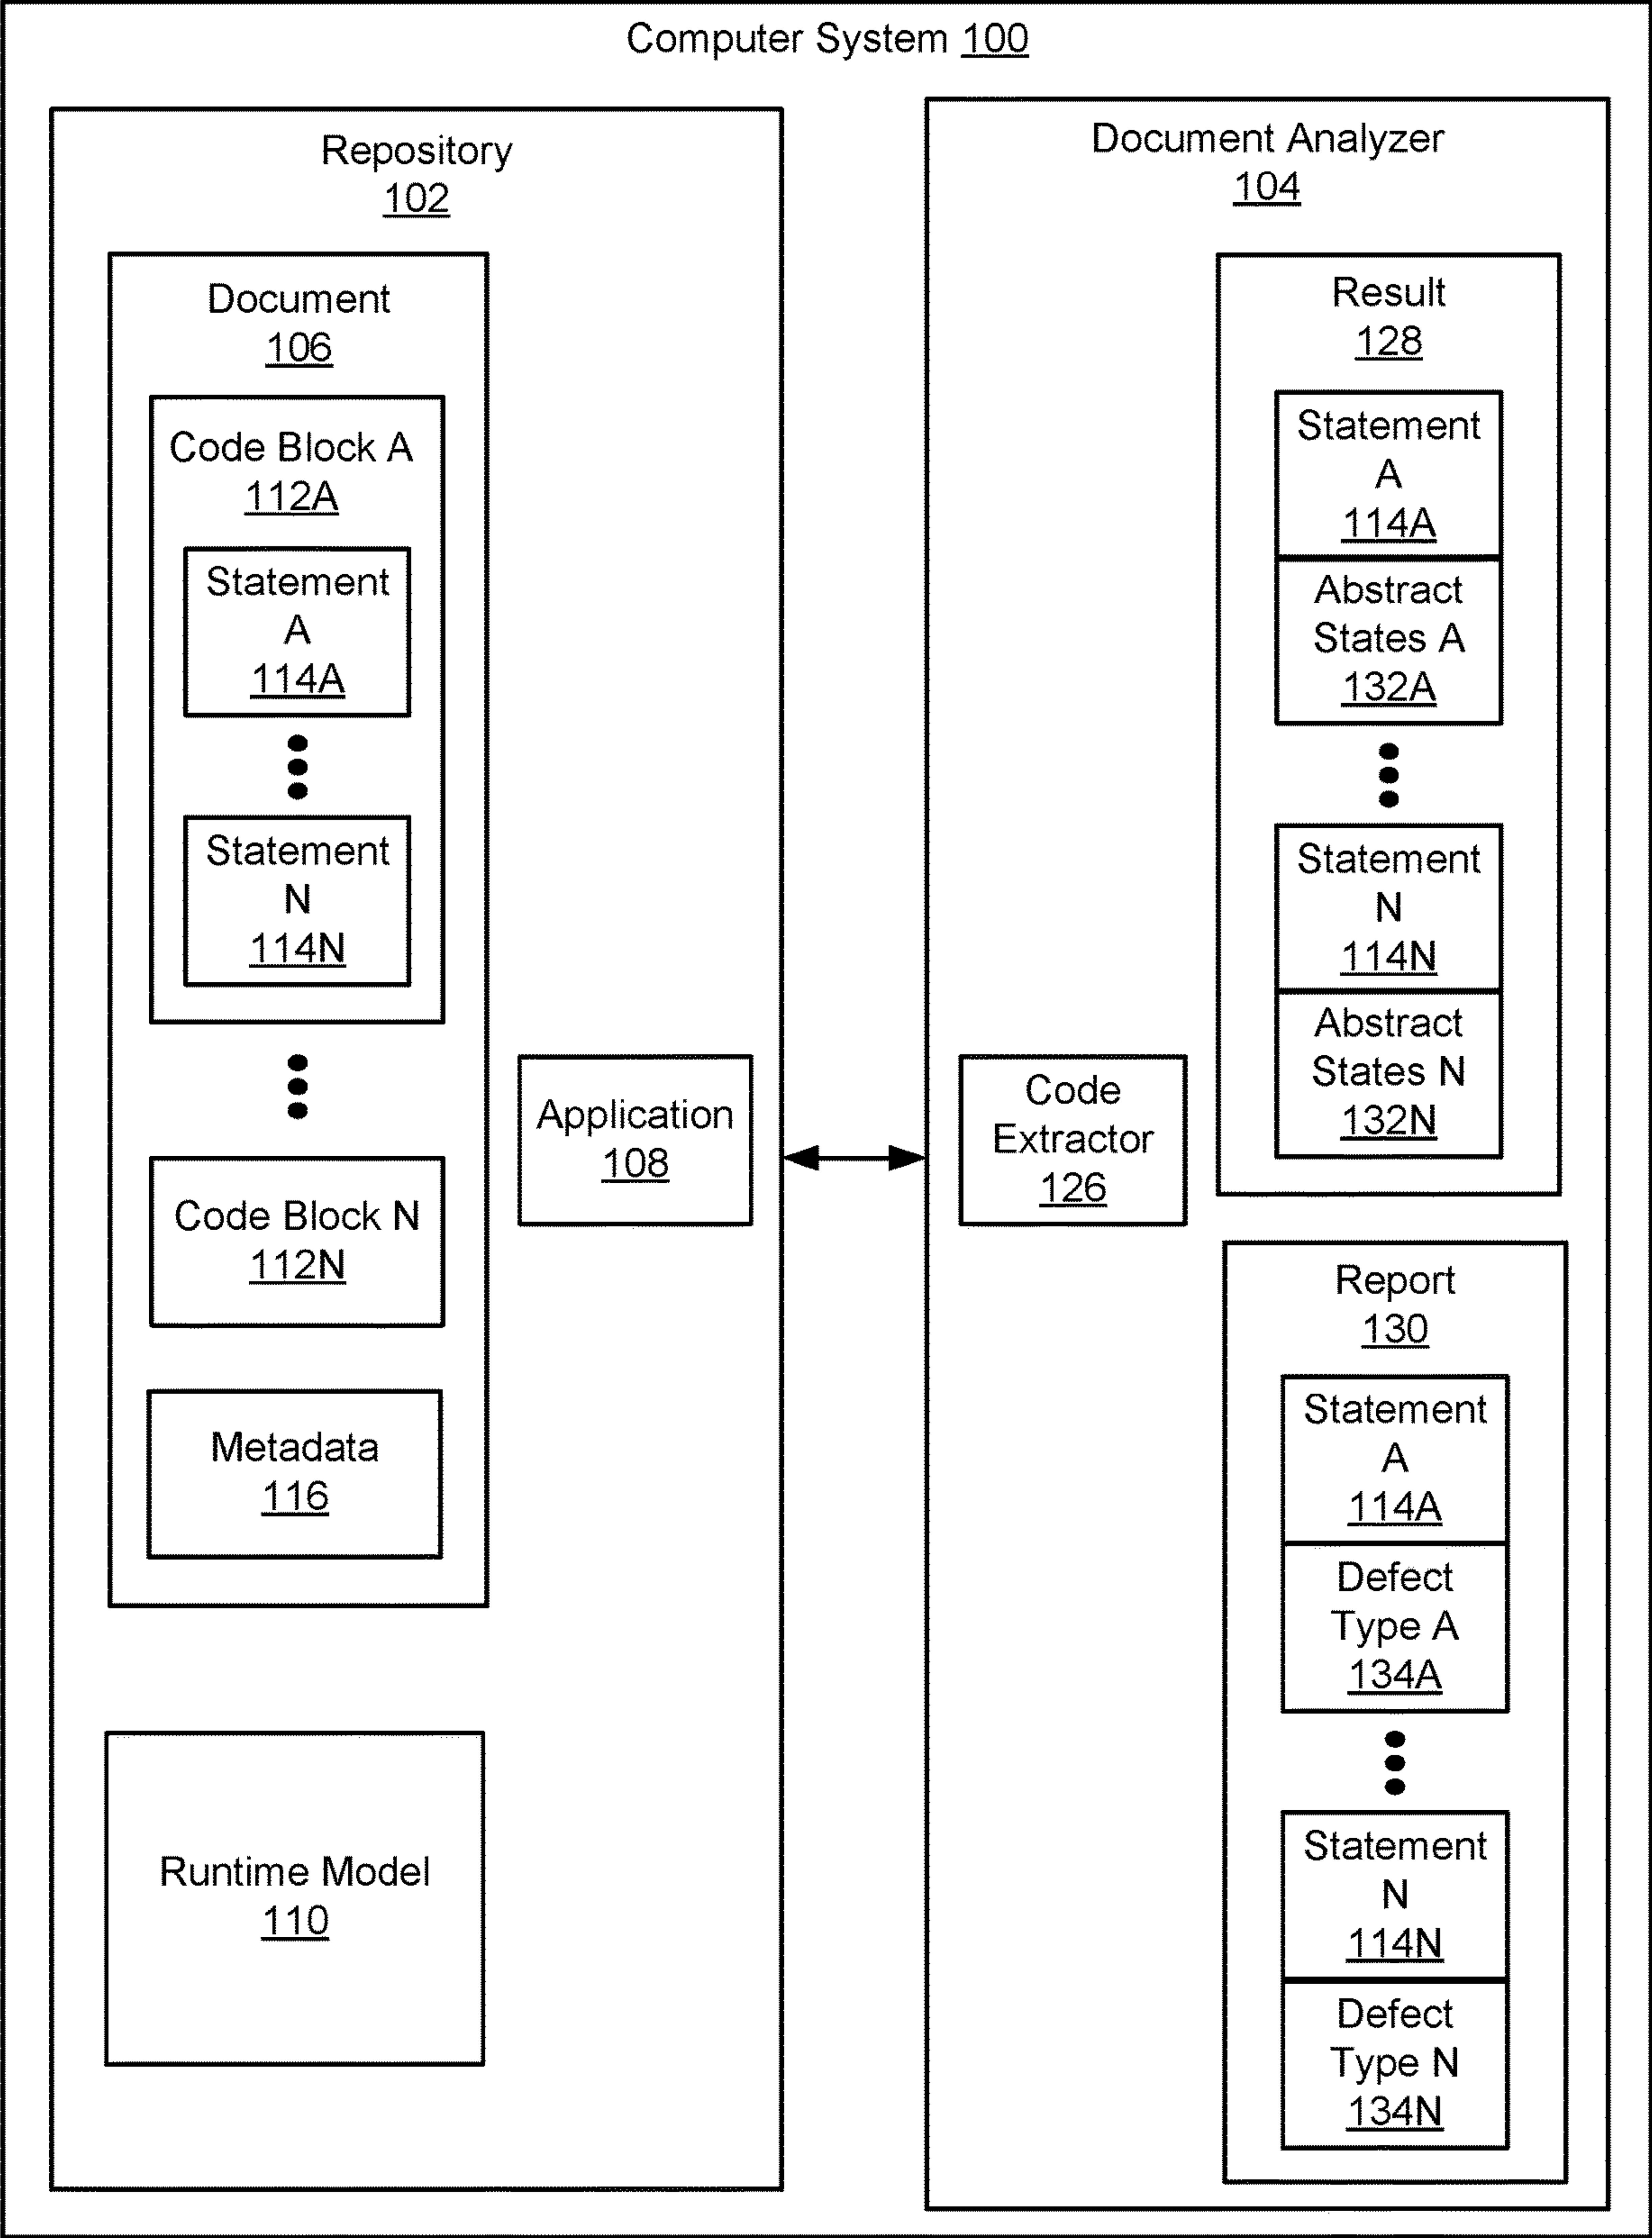 Computer System 100
Repository
102
Document
106
Code Block A
112A
Statement
A
114A
Statement
N
114N
Code Block N
112N
Metadata
116
Runtime Model
110
Application
108
Document Analyzer
104
Code
Extractor
126
Result
128
Statement
A
114A
Abstract
States A
132A
Statement
N
114N
Abstract
States N
132N
Report
130
Statement
A
114A
Defect
Type A
134A
Statement
N
114N
Defect
Type N
134N